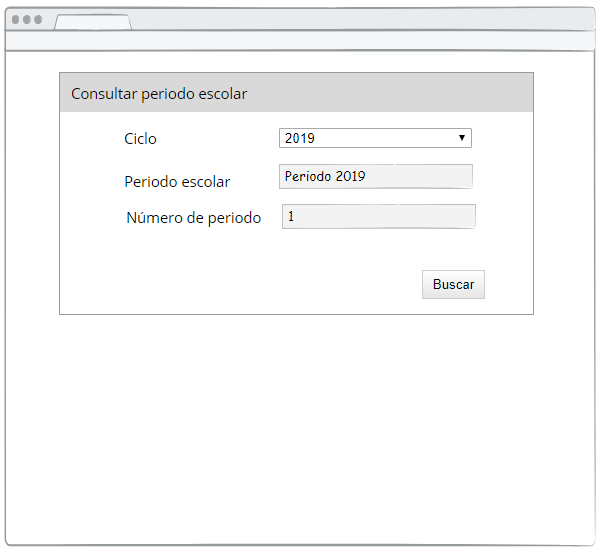 Consultar periodo escolar
Ciclo 2019
Periodo escolar Periodo 2019
Número de periodo 1
Buscar